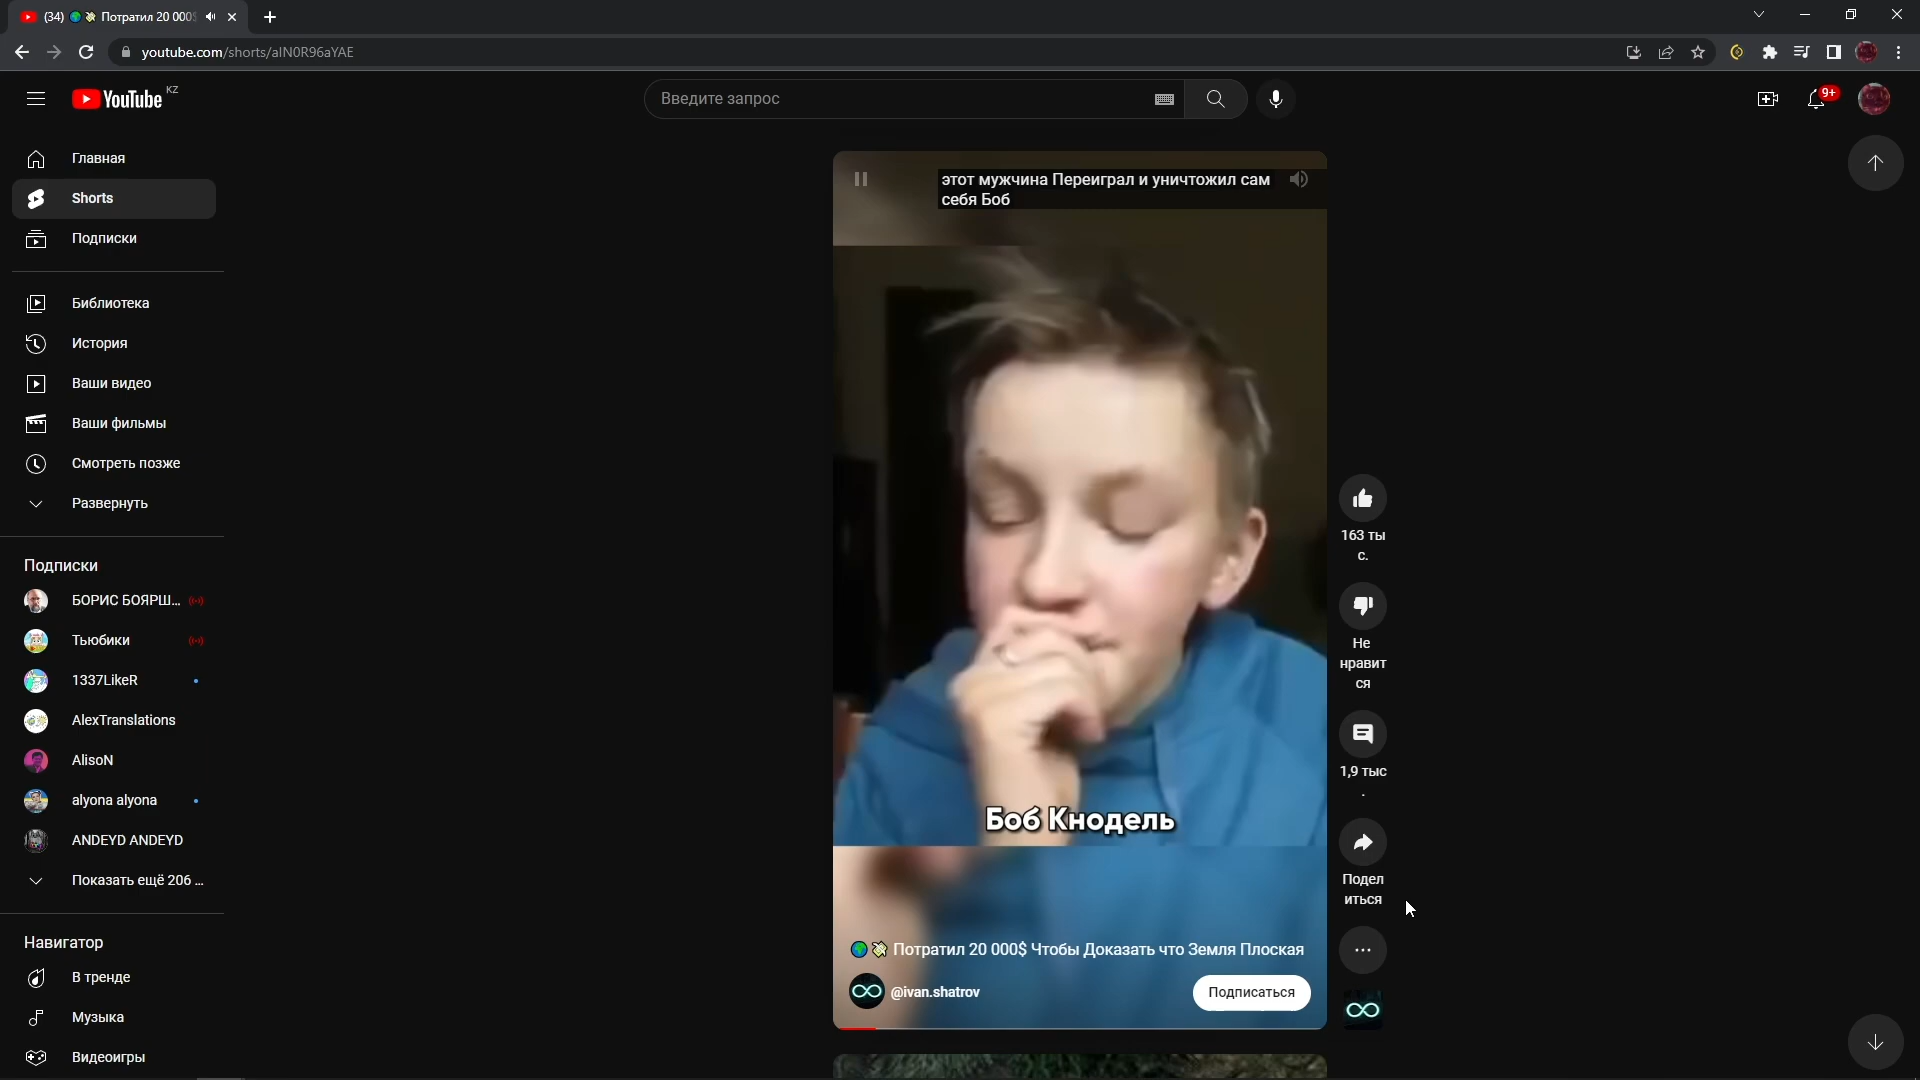 (34) 🌍 💸 Потратил 20 000$
youtube.com/shorts/aIN0R96aYAE
YouTube KZ
Введите запрос
9+
Главная
Shorts
Подписки
Библиотека
История
Ваши видео
Ваши фильмы
Смотреть позже
Развернуть
Подписки
БОРИС БОЯРШ...
Тьюбики
1337LikeR
AlexTranslations
AlisoN
alyona alyona
ANDEYD ANDEYD
Показать ещё 206 ...
Навигатор
В тренде
Музыка
Видеоигры
этот мужчина Переиграл и уничтожил сам
себя Боб
Боб Кнодель
🌍 💸 Потратил 20 000$ Чтобы Доказать что Земля Плоская
@ivan.shatrov
Подписаться
163 ты
с.
Не
нравит
ся
1,9 тыс
.
Подел
иться